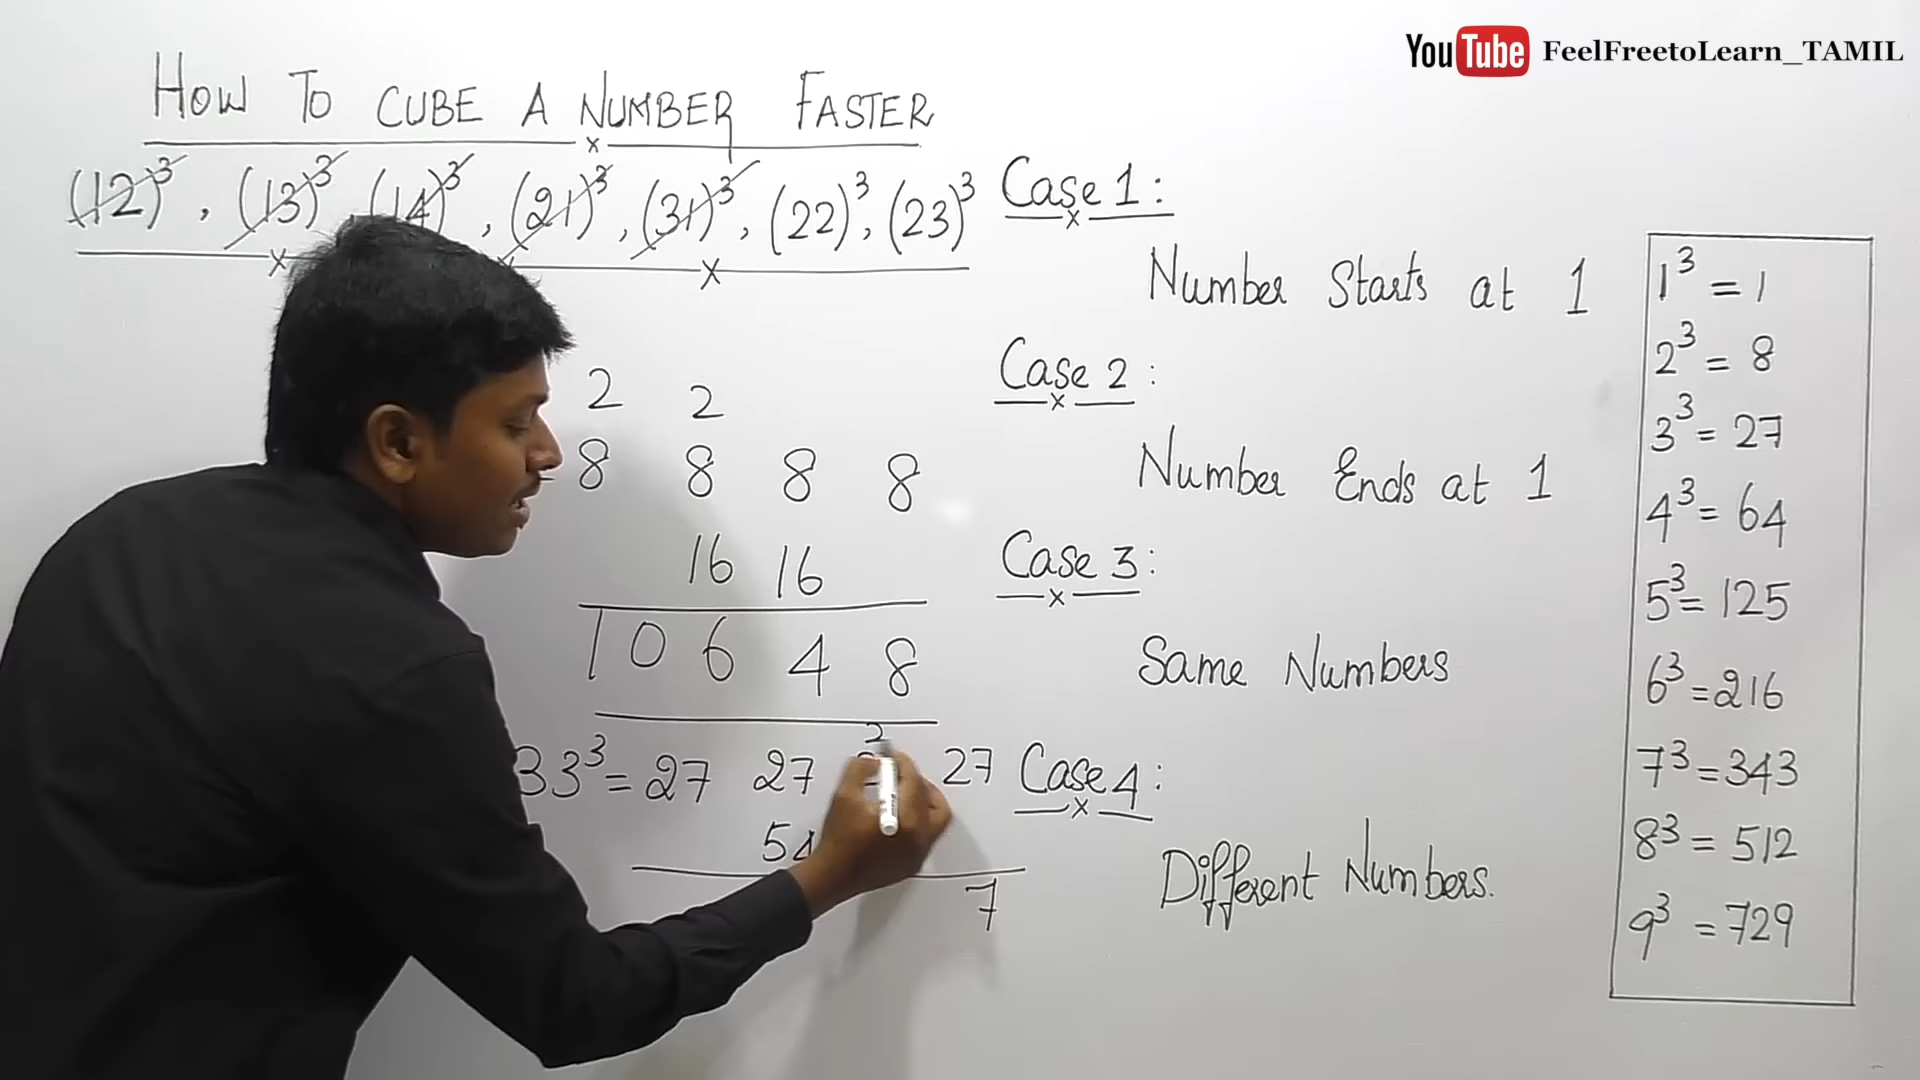 YouTube FeelFreetoLearn_TAMIL
HOW TO CUBE A NUMBER FASTER
(12)³, (13)³, (14)³, (21)³, (31)³, (22)³, (23)³
Case 1:
Number Starts at 1
Case 2:
Number Ends at 1
Case 3:
Same Numbers
Case 4:
Different Numbers.
2 2
= 8 8 8 8
16 16
1 0 6 4 8
2
33³ = 27 27 27
54
7
1³ = 1
2³ = 8
3³ = 27
4³ = 64
5³ = 125
6³ = 216
7³ = 343
8³ = 512
9³ = 729